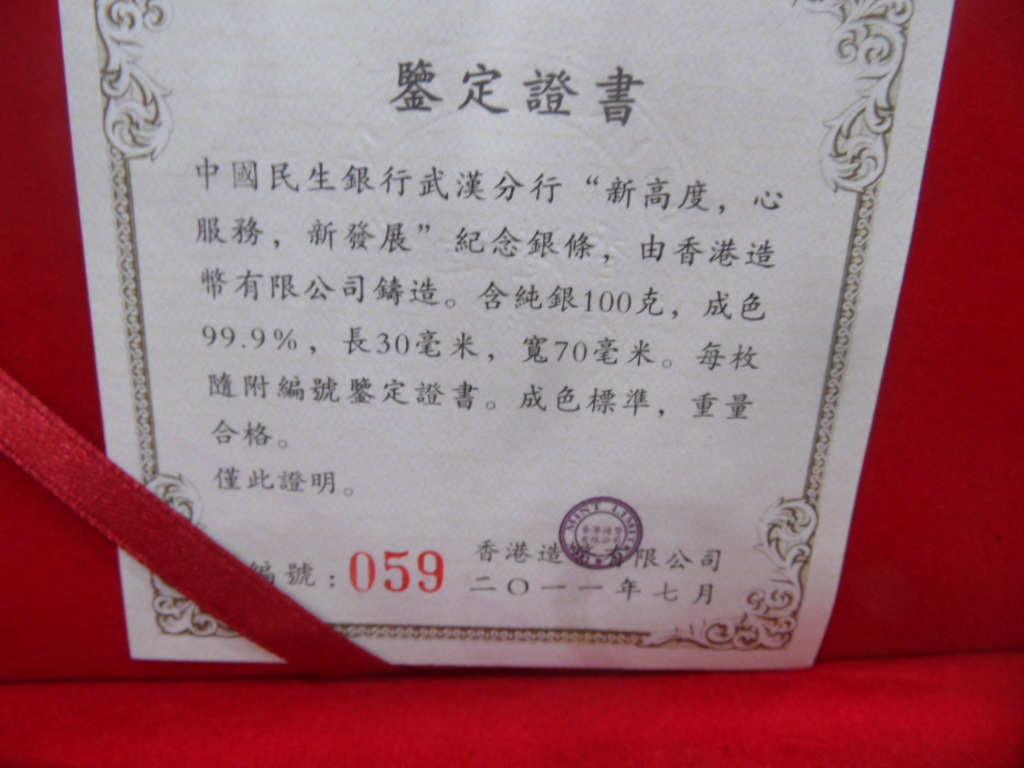 鑒定證書
中國民生銀行武漢分行“新高度，心
服務，新發展”紀念銀條，由香港造
幣有限公司鑄造。含純銀100克，成色
99.9%，長30毫米，寬70毫米。每枚
隨附編號鑒定證書。成色標準，重量
合格。
僅此證明。
MINT LIMIT
編號：059
香港造幣有限公司
二〇一一年七月